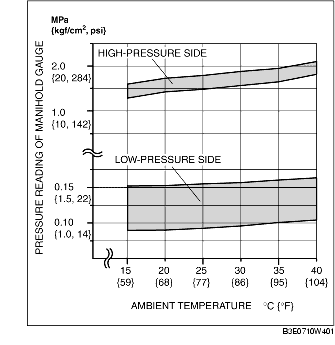 MPa
{kgf/cm², psi}
PRESSURE READING OF MANIHOLD GAUGE
HIGH-PRESSURE SIDE
2.0
{20, 284}
1.0
{10, 142}
LOW-PRESSURE SIDE
0.15
{1.5, 22}
0.10
{1.0, 14}
15 20 25 30 35 40
{59} {68} {77} {86} {95} {104}
AMBIENT TEMPERATURE °C {°F}
B3E0710W401